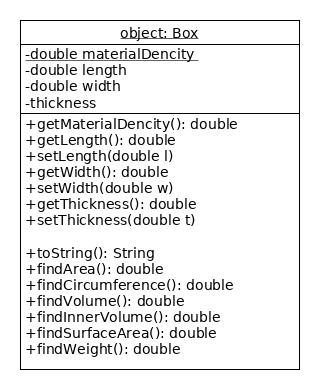 object: Box
-double materialDencity
-double length
-double width
-thickness
+getMaterialDencity(): double
+getLength(): double
+setLength(double l)
+getWidth(): double
+setWidth(double w)
+getThickness(): double
+setThickness(double t)
+toString(): String
+findArea(): double
+findCircumference(): double
+findVolume(): double
+findInnerVolume(): double
+findSurfaceArea(): double
+findWeight(): double